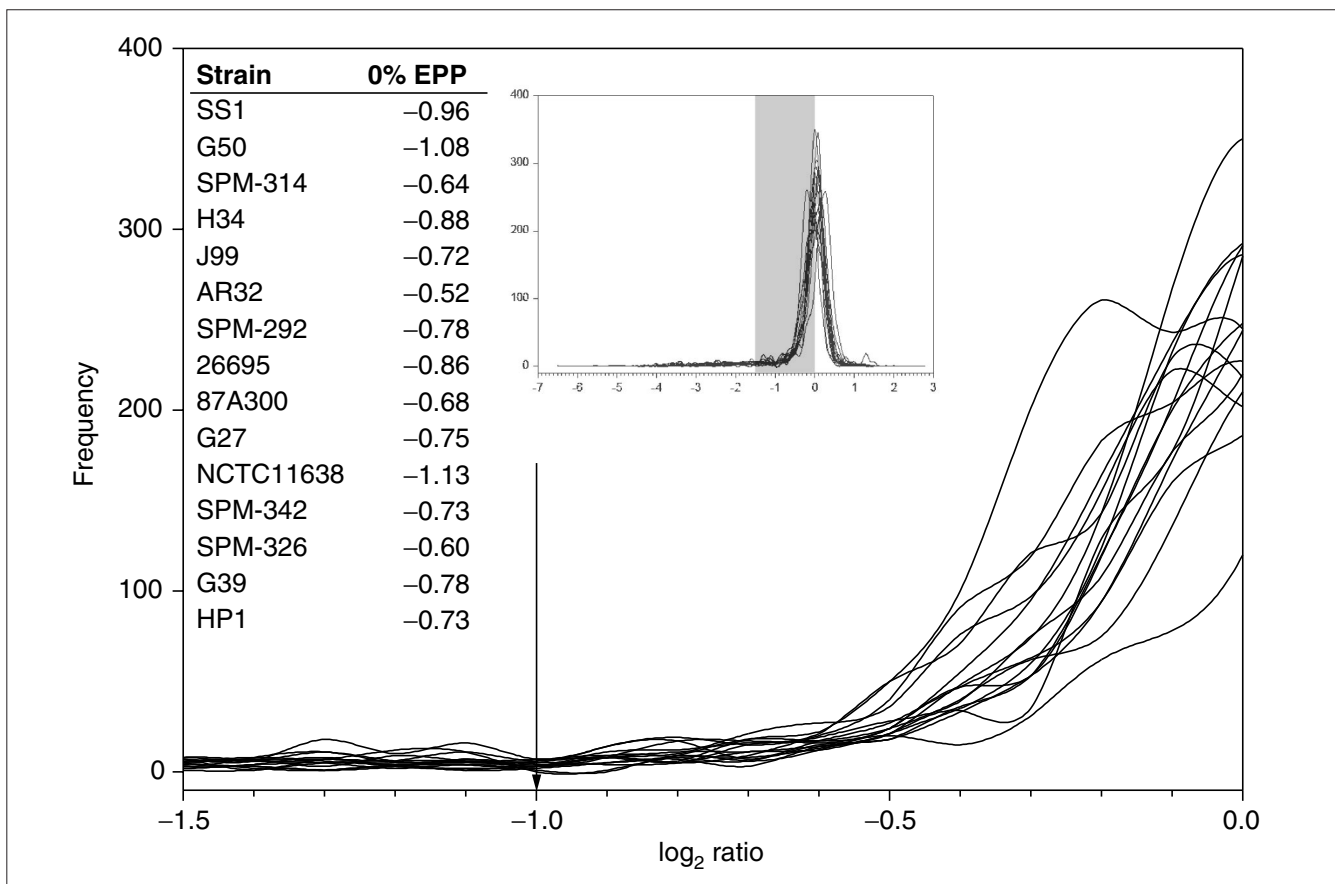 400
300
200
100
0
Frequency
Strain 0% EPP
SS1 −0.96
G50 −1.08
SPM-314 −0.64
H34 −0.88
J99 −0.72
AR32 −0.52
SPM-292 −0.78
26695 −0.86
87A300 −0.68
G27 −0.75
NCTC11638 −1.13
SPM-342 −0.73
SPM-326 −0.60
G39 −0.78
HP1 −0.73
400
300
200
100
0
-7 -6 -5 -4 -3 -2 -1 0 1 2 3
−1.5 −1.0 −0.5 0.0
log₂ ratio